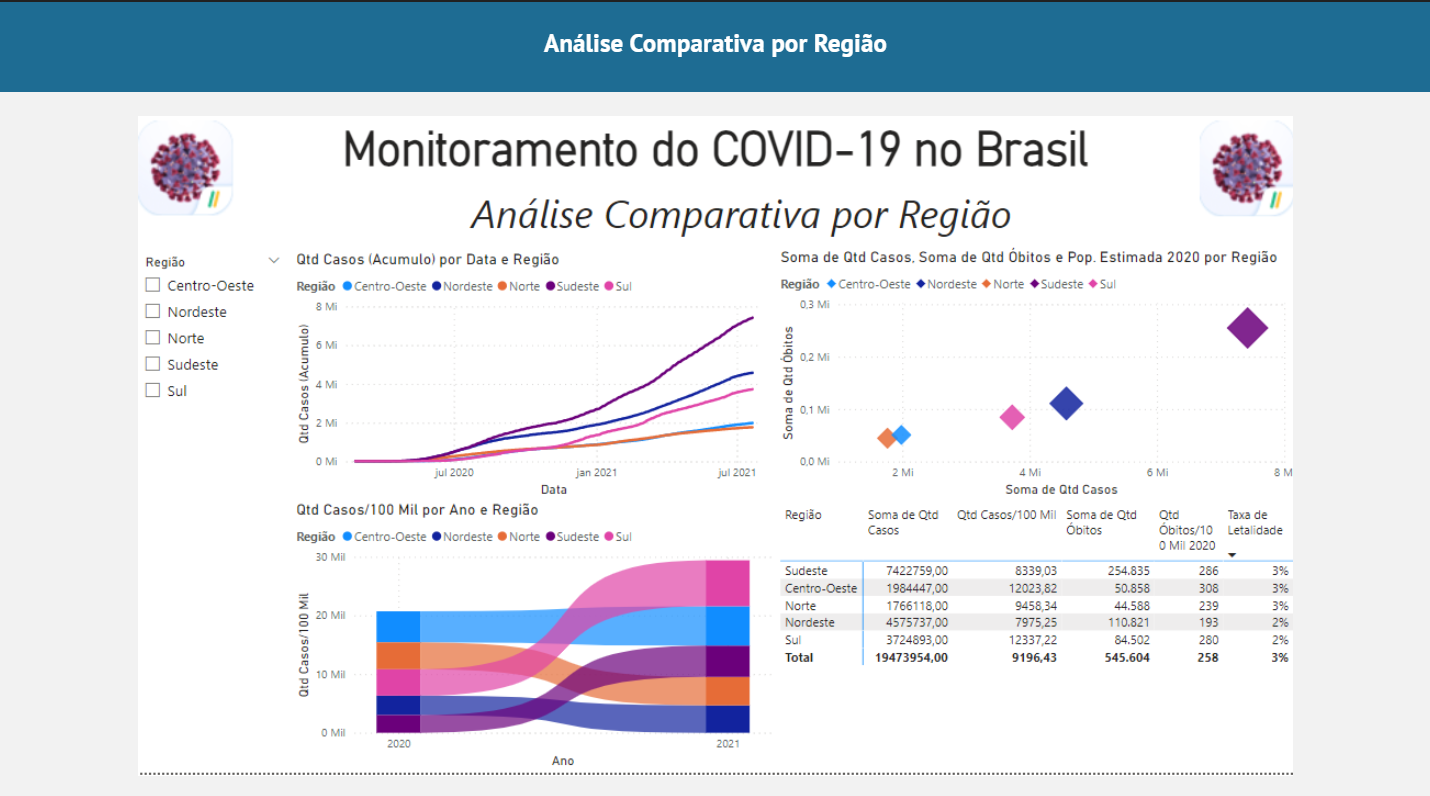 Análise Comparativa por Região
Monitoramento do COVID-19 no Brasil
Análise Comparativa por Região
Região
Centro-Oeste
Nordeste
Norte
Sudeste
Sul
Qtd Casos (Acumulo) por Data e Região
Região Centro-Oeste Nordeste Norte Sudeste Sul
Qtd Casos (Acumulo)
8 Mi
6 Mi
4 Mi
2 Mi
0 Mi
jul 2020 jan 2021 jul 2021
Data
Soma de Qtd Casos, Soma de Qtd Óbitos e Pop. Estimada 2020 por Região
Região Centro-Oeste Nordeste Norte Sudeste Sul
Soma de Qtd Óbitos
0,3 Mi
0,2 Mi
0,1 Mi
0,0 Mi
2 Mi 4 Mi 6 Mi 8 M
Soma de Qtd Casos
Qtd Casos/100 Mil por Ano e Região
Região Centro-Oeste Nordeste Norte Sudeste Sul
Qtd Casos/100 Mil
30 Mil
20 Mil
10 Mil
0 Mil
2020 2021
Ano
Região Soma de Qtd Qtd Casos/100 Mil Soma de Qtd Qtd Taxa de
Casos Óbitos Óbitos/10 Letalidade
0 Mil 2020
Sudeste 7422759,00 8339,03 254.835 286 3%
Centro-Oeste 1984447,00 12023,82 50.858 308 3%
Norte 1766118,00 9458,34 44.588 239 3%
Nordeste 4575737,00 7975,25 110.821 193 2%
Sul 3724893,00 12337,22 84.502 280 2%
Total 19473954,00 9196,43 545.604 258 3%